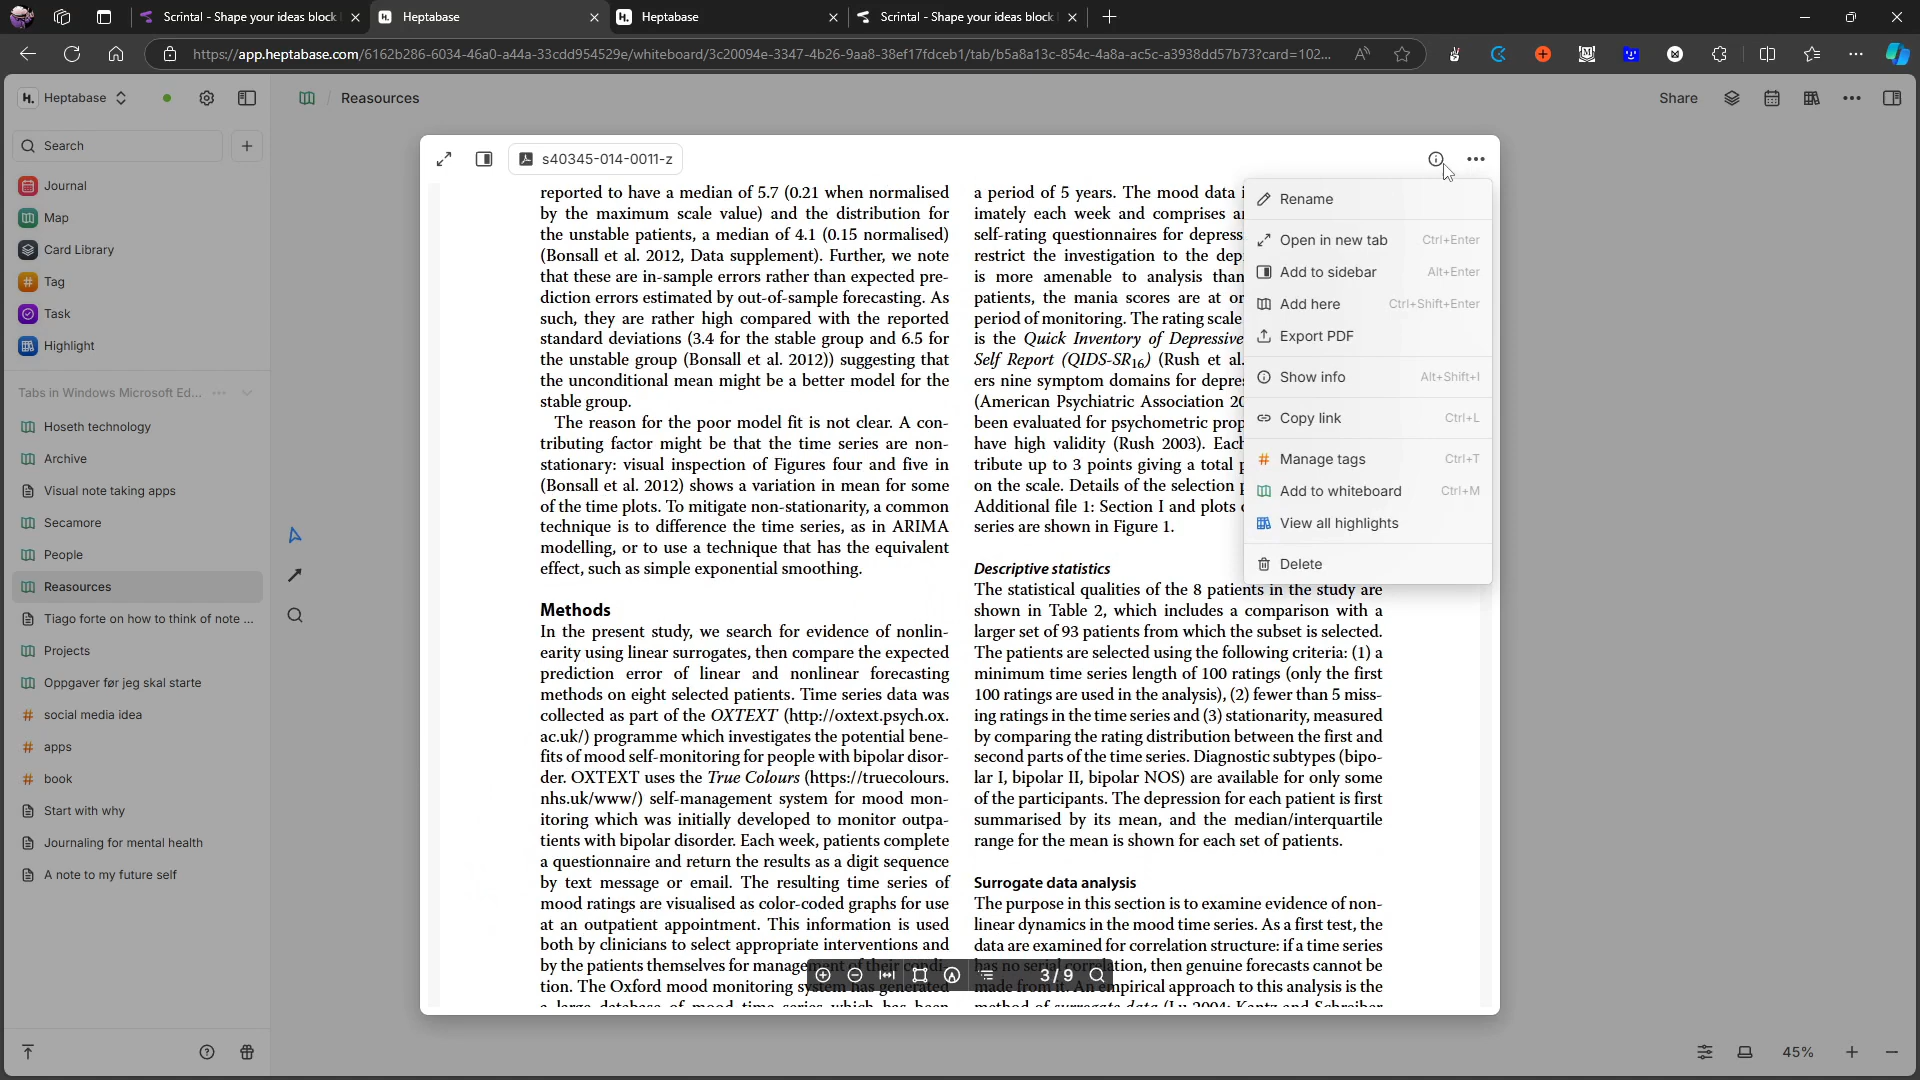 Scrintal - Shape your ideas block
Heptabase
Heptabase
Scrintal - Shape your ideas block
https://app.heptabase.com/6162b286-6034-46a0-a44a-33cdd954529e/whiteboard/3c20094e-3347-4b26-9aa8-38ef17fdceb1/tab/b5a8a13c-854c-4a8a-ac5c-a3938dd57b73?card=102...
Heptabase
Reasources
Share
Search
Journal
Map
Card Library
Tag
Task
Highlight
Tabs in Windows Microsoft Ed...
Hoseth technology
Archive
Visual note taking apps
Secamore
People
Reasources
Tiago forte on how to think of note ...
Projects
Oppgaver før jeg skal starte
social media idea
apps
book
Start with why
Journaling for mental health
A note to my future self
s40345-014-0011-z
reported to have a median of 5.7 (0.21 when normalised
by the maximum scale value) and the distribution for
the unstable patients, a median of 4.1 (0.15 normalised)
(Bonsall et al. 2012, Data supplement). Further, we note
that these are in-sample errors rather than expected pre-
diction errors estimated by out-of-sample forecasting. As
such, they are rather high compared with the reported
standard deviations (3.4 for the stable group and 6.5 for
the unstable group (Bonsall et al. 2012)) suggesting that
the unconditional mean might be a better model for the
stable group.
The reason for the poor model fit is not clear. A con-
tributing factor might be that the time series are non-
stationary: visual inspection of Figures four and five in
(Bonsall et al. 2012) shows a variation in mean for some
of the time plots. To mitigate non-stationarity, a common
technique is to difference the time series, as in ARIMA
modelling, or to use a technique that has the equivalent
effect, such as simple exponential smoothing.
Methods
In the present study, we search for evidence of nonlin-
earity using linear surrogates, then compare the expected
prediction error of linear and nonlinear forecasting
methods on eight selected patients. Time series data was
collected as part of the OXTEXT (http://oxtext.psych.ox.
ac.uk/) programme which investigates the potential bene-
fits of mood self-monitoring for people with bipolar disor-
der. OXTEXT uses the True Colours (https://truecolours.
nhs.uk/www/) self-management system for mood mon-
itoring which was initially developed to monitor outpa-
tients with bipolar disorder. Each week, patients complete
a questionnaire and return the results as a digit sequence
by text message or email. The resulting time series of
mood ratings are visualised as color-coded graphs for use
at an outpatient appointment. This information is used
both by clinicians to select appropriate interventions and
by the patients themselves for management of their condi-
tion. The Oxford mood monitoring system has generated
a large database of mood time series which has been
a period of 5 years. The mood data
imately each week and comprises
self-rating questionnaires for depress
restrict the investigation to the dep
is more amenable to analysis than
patients, the mania scores are at or
period of monitoring. The rating scale
is the Quick Inventory of Depressive
Self Report (QIDS-SR16) (Rush et al.
ers nine symptom domains for depre
(American Psychiatric Association 20
been evaluated for psychometric prop
have high validity (Rush 2003). Each
tribute up to 3 points giving a total
on the scale. Details of the selection
Additional file 1: Section I and plots
series are shown in Figure 1.
Descriptive statistics
The statistical qualities of the 8 patients in the study are
shown in Table 2, which includes a comparison with a
larger set of 93 patients from which the subset is selected.
The patients are selected using the following criteria: (1) a
minimum time series length of 100 ratings (only the first
100 ratings are used in the analysis), (2) fewer than 5 miss-
ing ratings in the time series and (3) stationarity, measured
by comparing the rating distribution between the first and
second parts of the time series. Diagnostic subtypes (bipo-
lar I, bipolar II, bipolar NOS) are available for only some
of the participants. The depression for each patient is first
summarised by its mean, and the median/interquartile
range for the mean is shown for each set of patients.
Surrogate data analysis
The purpose in this section is to examine evidence of non-
linear dynamics in the mood time series. As a first test, the
data are examined for correlation structure: if a time series
has no serial correlation, then genuine forecasts cannot be
made from it. An empirical approach to this analysis is the
method of surrogate data (Lu 2004; Kantz and Schreiber
Rename
Open in new tab Ctrl+Enter
Add to sidebar Alt+Enter
Add here Ctrl+Shift+Enter
Export PDF
Show info Alt+Shift+I
Copy link Ctrl+L
Manage tags Ctrl+T
Add to whiteboard Ctrl+M
View all highlights
Delete
3/9
45%